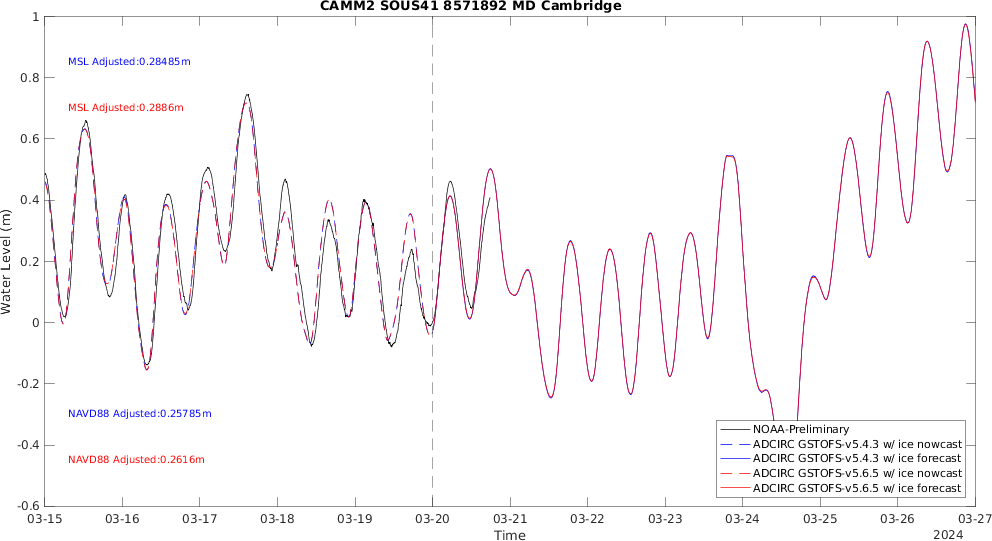 CAMM2 SOUS41 8571892 MD Cambridge
Water Level (m)
1
0.8
0.6
0.4
0.2
0
-0.2
-0.4
-0.6
MSL Adjusted:0.28485m
MSL Adjusted:0.2886m
NAVD88 Adjusted:0.25785m
NAVD88 Adjusted:0.2616m
NOAA-Preliminary
ADCIRC GSTOFS-v5.4.3 w/ ice nowcast
ADCIRC GSTOFS-v5.4.3 w/ ice forecast
ADCIRC GSTOFS-v5.6.5 w/ ice nowcast
ADCIRC GSTOFS-v5.6.5 w/ ice forecast
03-15 03-16 03-17 03-18 03-19 03-20 03-21 03-22 03-23 03-24 03-25 03-26 03-27
Time
2024